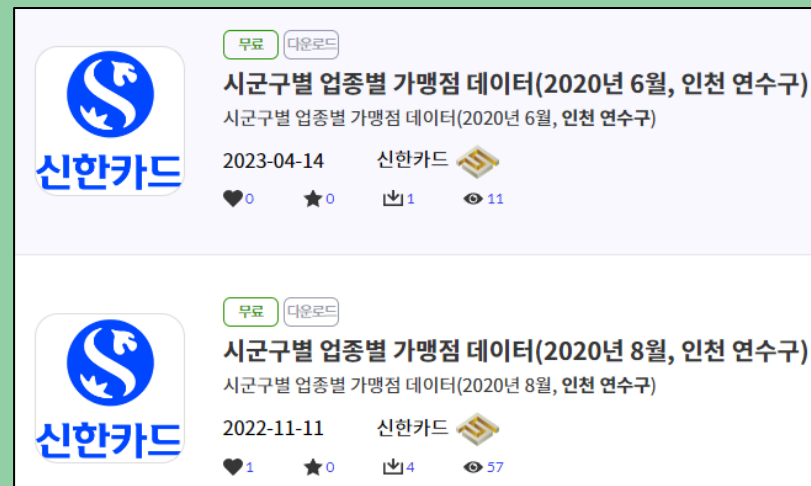 무료 다운로드
시군구별 업종별 가맹점 데이터(2020년 6월, 인천 연수구)
시군구별 업종별 가맹점 데이터(2020년 6월, 인천 연수구)
신한카드
2023-04-14 신한카드
0 0 1 11
무료 다운로드
시군구별 업종별 가맹점 데이터(2020년 8월, 인천 연수구)
시군구별 업종별 가맹점 데이터(2020년 8월, 인천 연수구)
신한카드
2022-11-11 신한카드
1 0 4 57